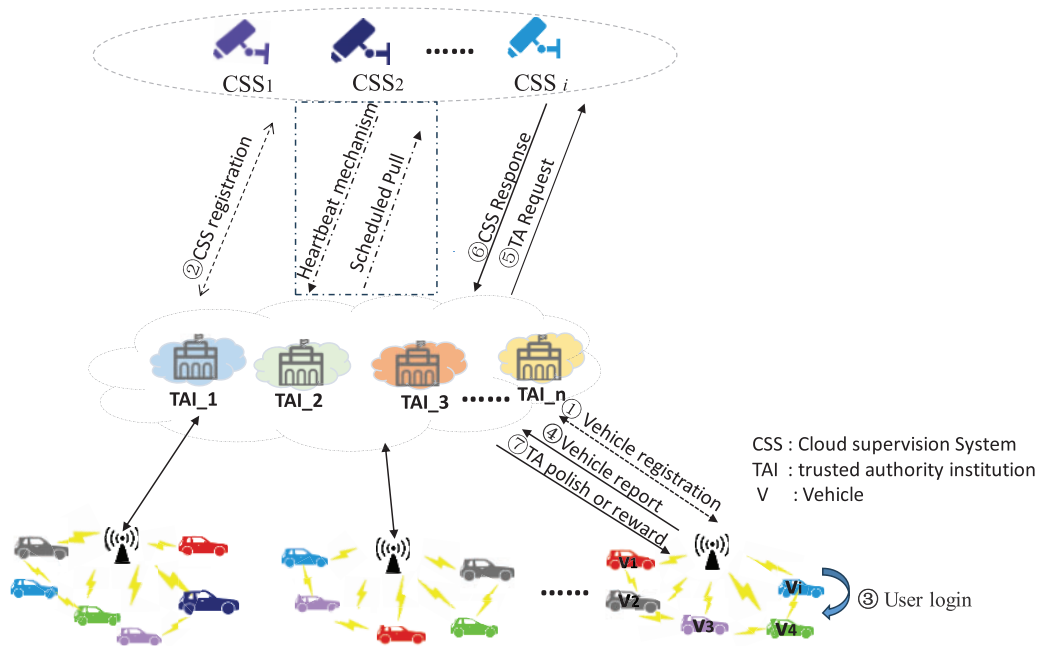 CSS1
CSS2
......
CSS i
②CSS registration
Heartbeat mechanism
Scheduled Pull
⑥CSS Response
⑤TA Request
TAI_1
TAI_2
TAI_3
......
TAI_n
① Vehicle registration
④Vehicle report
⑦TA polish or reward
CSS : Cloud supervision System
TAI : trusted authority institution
V : Vehicle
......
V1
V2
V3
V4
Vi
③ User login